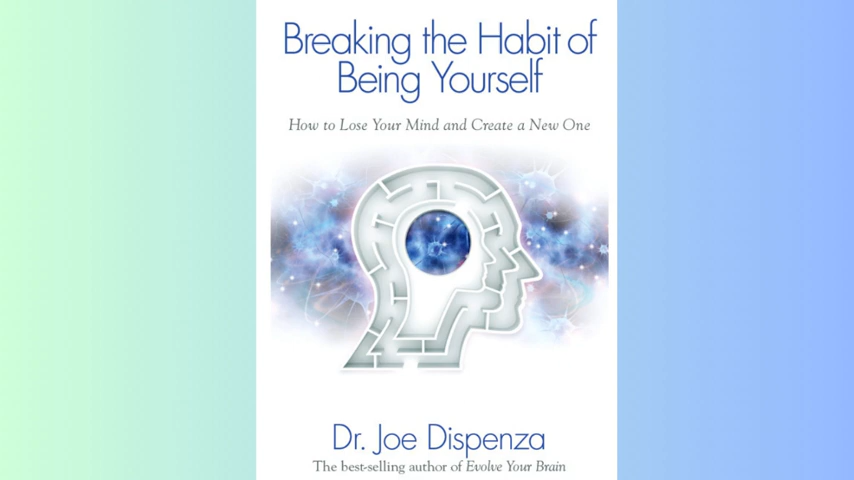 Breaking the Habit of
Being Yourself
How to Lose Your Mind and Create a New One
Dr. Joe Dispenza
The best-selling author of Evolve Your Brain